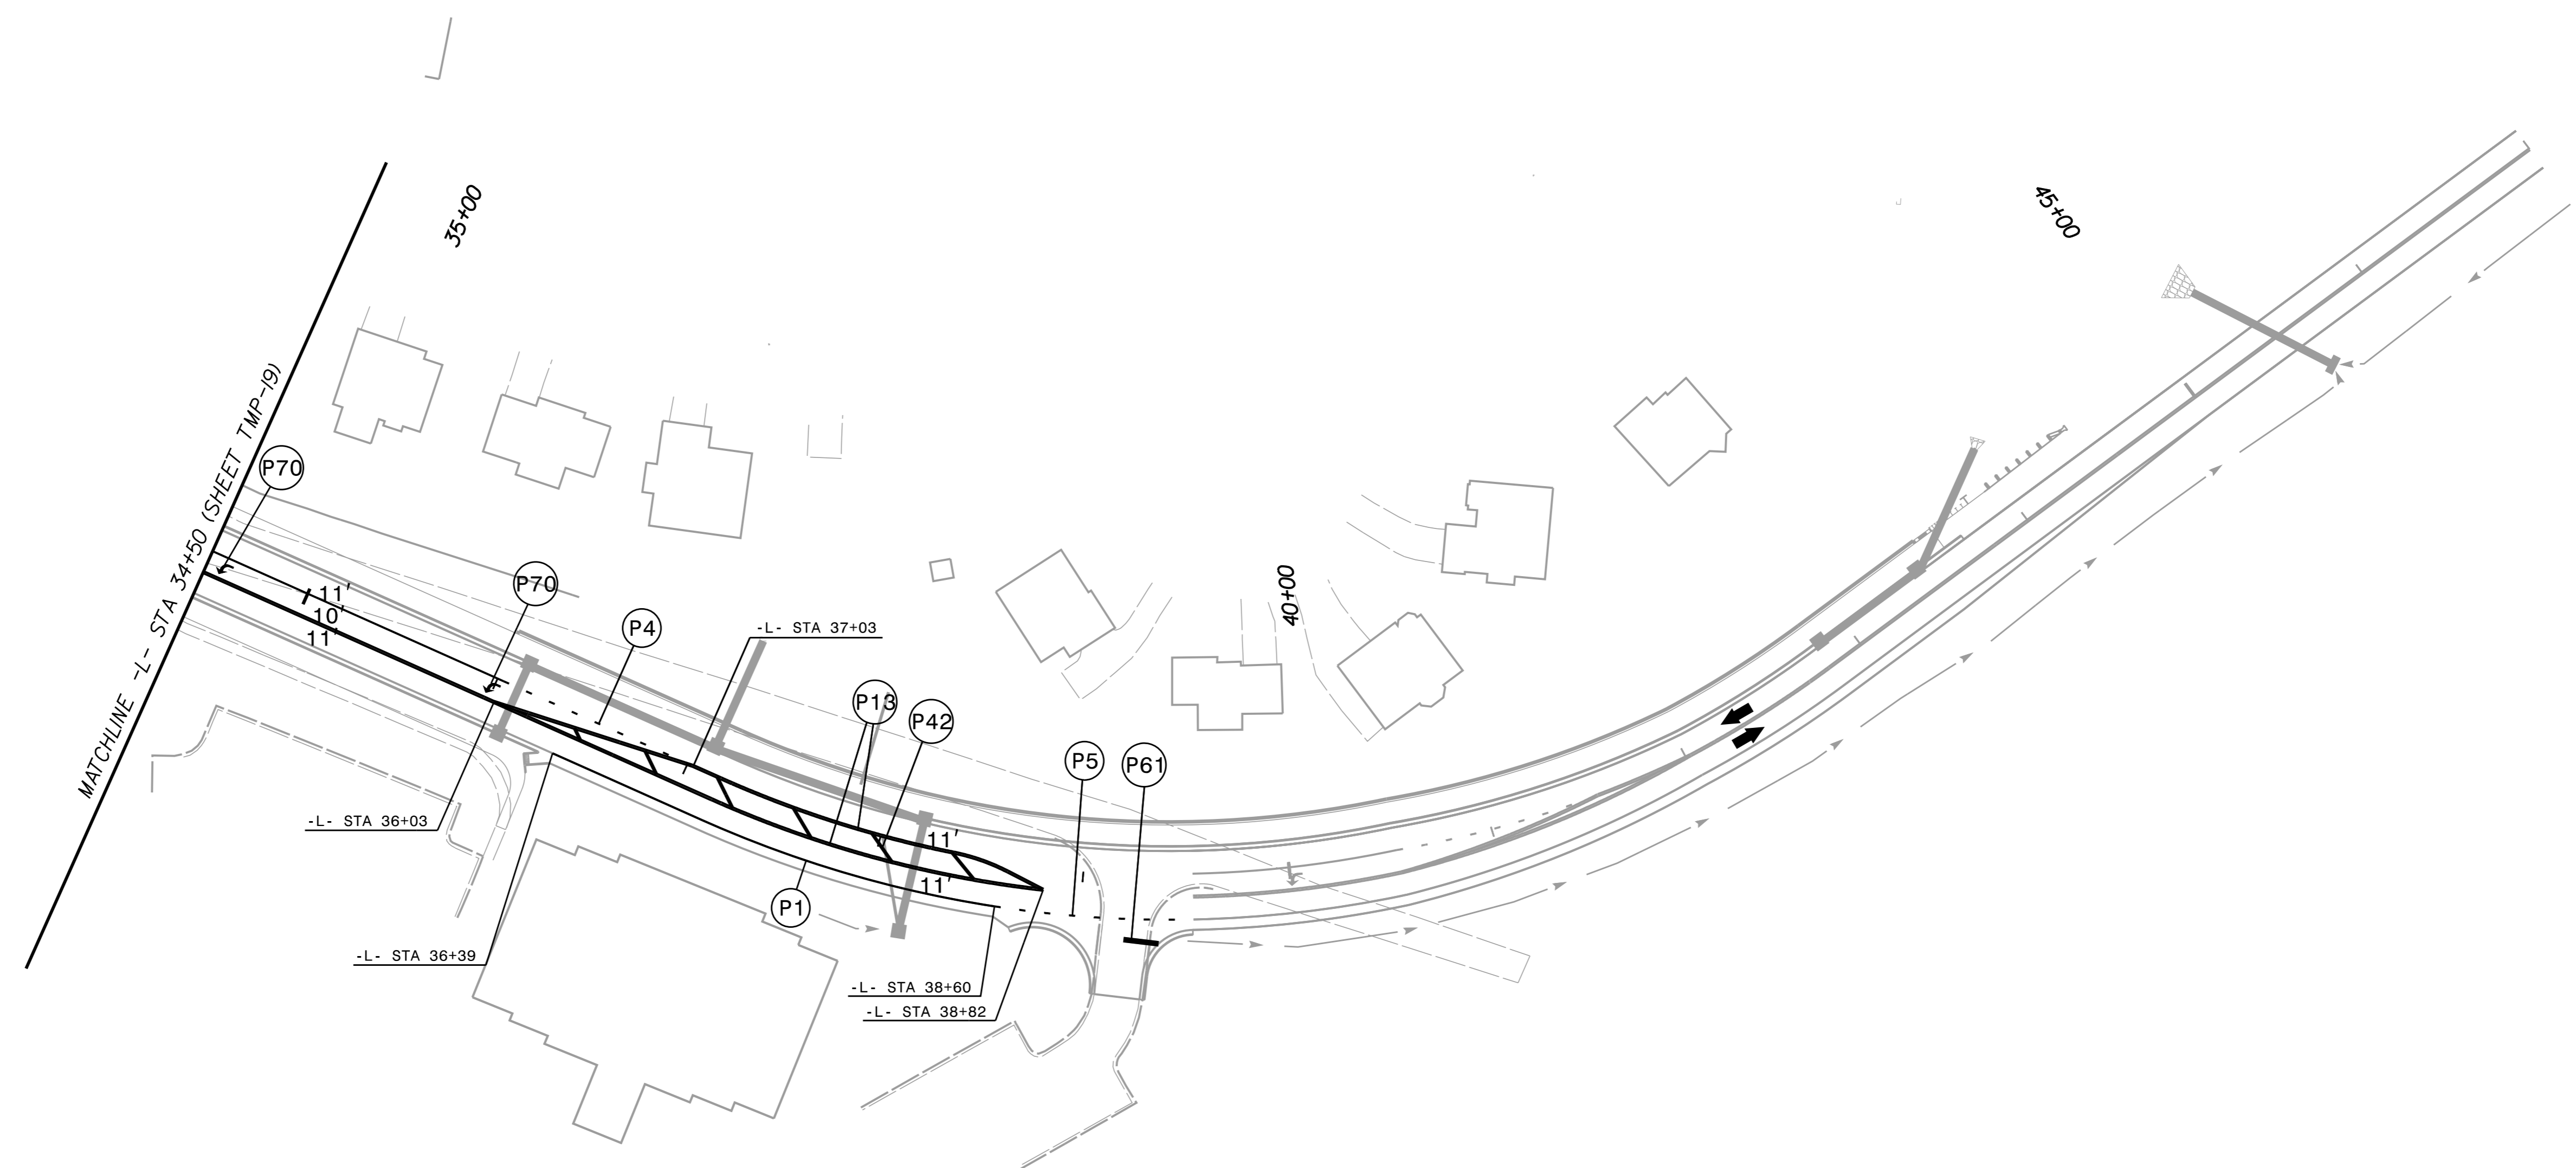 35+00
45+00
MATCHLINE -L- STA 34+50 (SHEET TMP-19)
P70
P70
11'
10'
11'
P4
-L- STA 37+03
40+00
P13
P42
P5
P61
-L- STA 36+03
11'
11'
P1
-L- STA 36+39
-L- STA 38+60
-L- STA 38+82